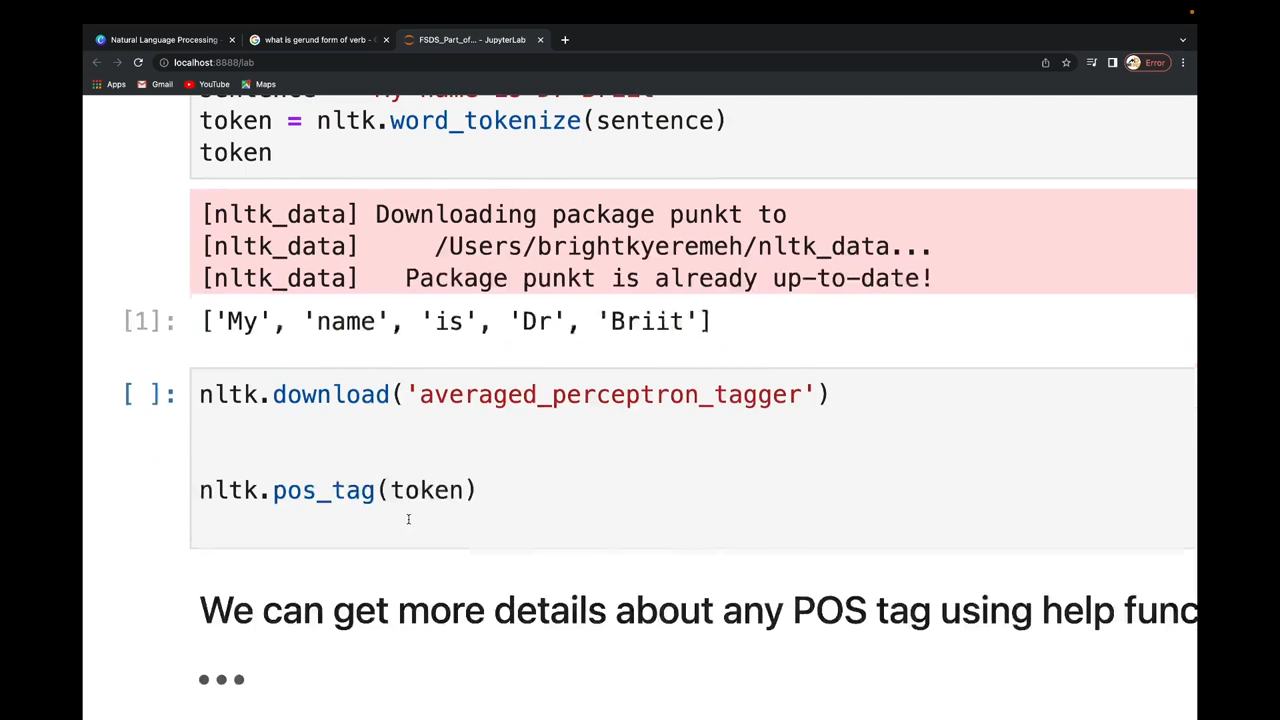 Natural Language Processing
what is gerund form of verb -
FSDS_Part_of... - JupyterLab
localhost:8888/lab
Error
Apps
Gmail
YouTube
Maps
token = nltk.word_tokenize(sentence)
token
[nltk_data] Downloading package punkt to
[nltk_data]     /Users/brightkyeremeh/nltk_data...
[nltk_data]   Package punkt is already up-to-date!
[1]: ['My', 'name', 'is', 'Dr', 'Briit']
[ ]: nltk.download('averaged_perceptron_tagger')
nltk.pos_tag(token)
We can get more details about any POS tag using help func